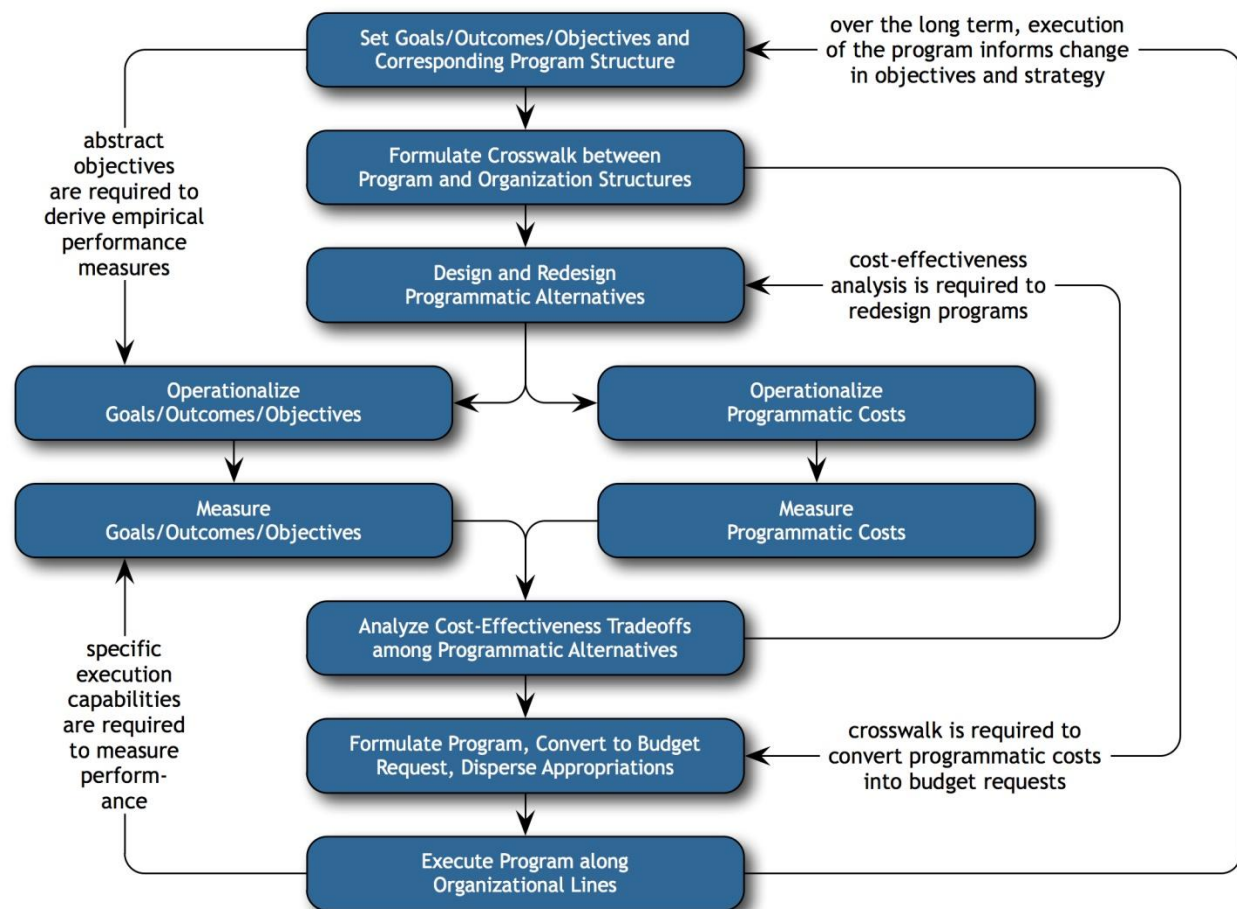 Set Goals/Outcomes/Objectives and
Corresponding Program Structure
over the long term, execution
of the program informs change
in objectives and strategy
abstract
objectives
are required to
derive empirical
performance
measures
Formulate Crosswalk between
Program and Organization Structures
Design and Redesign
Programmatic Alternatives
cost-effectiveness
analysis is required to
redesign programs
Operationalize
Goals/Outcomes/Objectives
Operationalize
Programmatic Costs
Measure
Goals/Outcomes/Objectives
Measure
Programmatic Costs
Analyze Cost-Effectiveness Tradeoffs
among Programmatic Alternatives
specific
execution
capabilities
are required
to measure
perform-
ance
Formulate Program, Convert to Budget
Request, Disperse Appropriations
crosswalk is required to
convert programmatic costs
into budget requests
Execute Program along
Organizational Lines